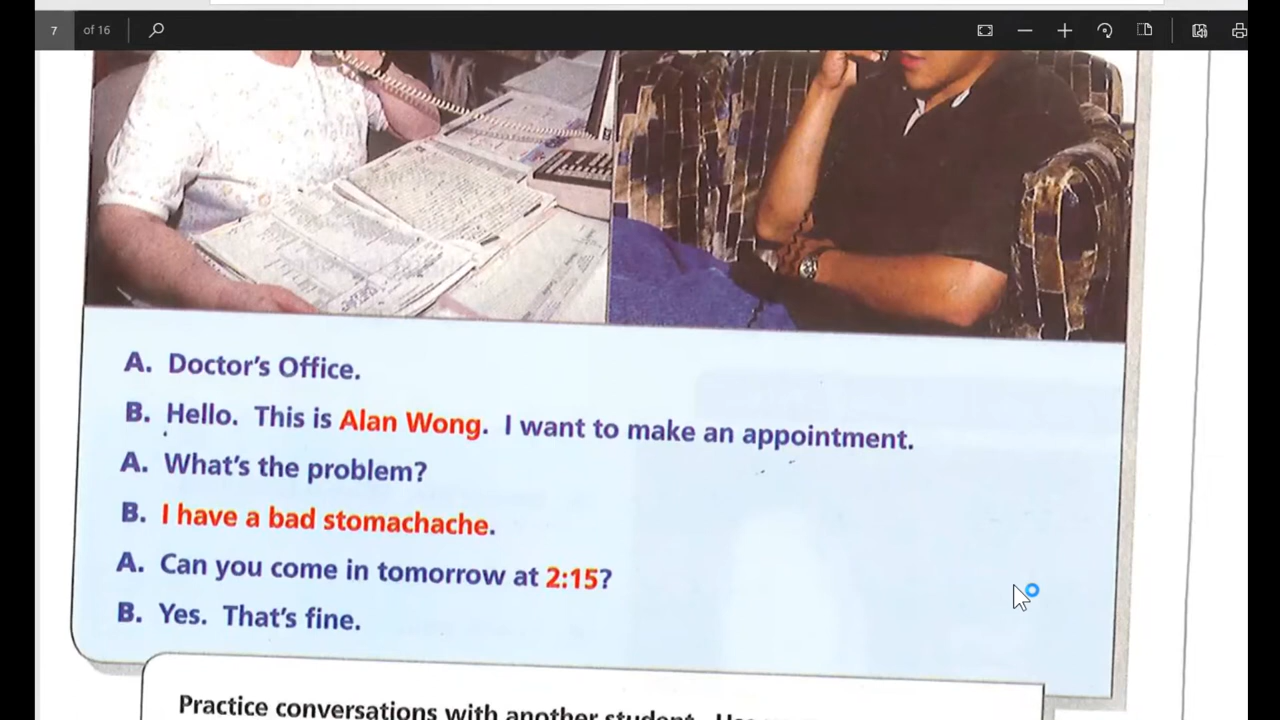 7 of 16
A. Doctor's Office.
B. Hello. This is Alan Wong. I want to make an appointment.
A. What's the problem?
B. I have a bad stomachache.
A. Can you come in tomorrow at 2:15?
B. Yes. That's fine.
Practice conversations with another student.